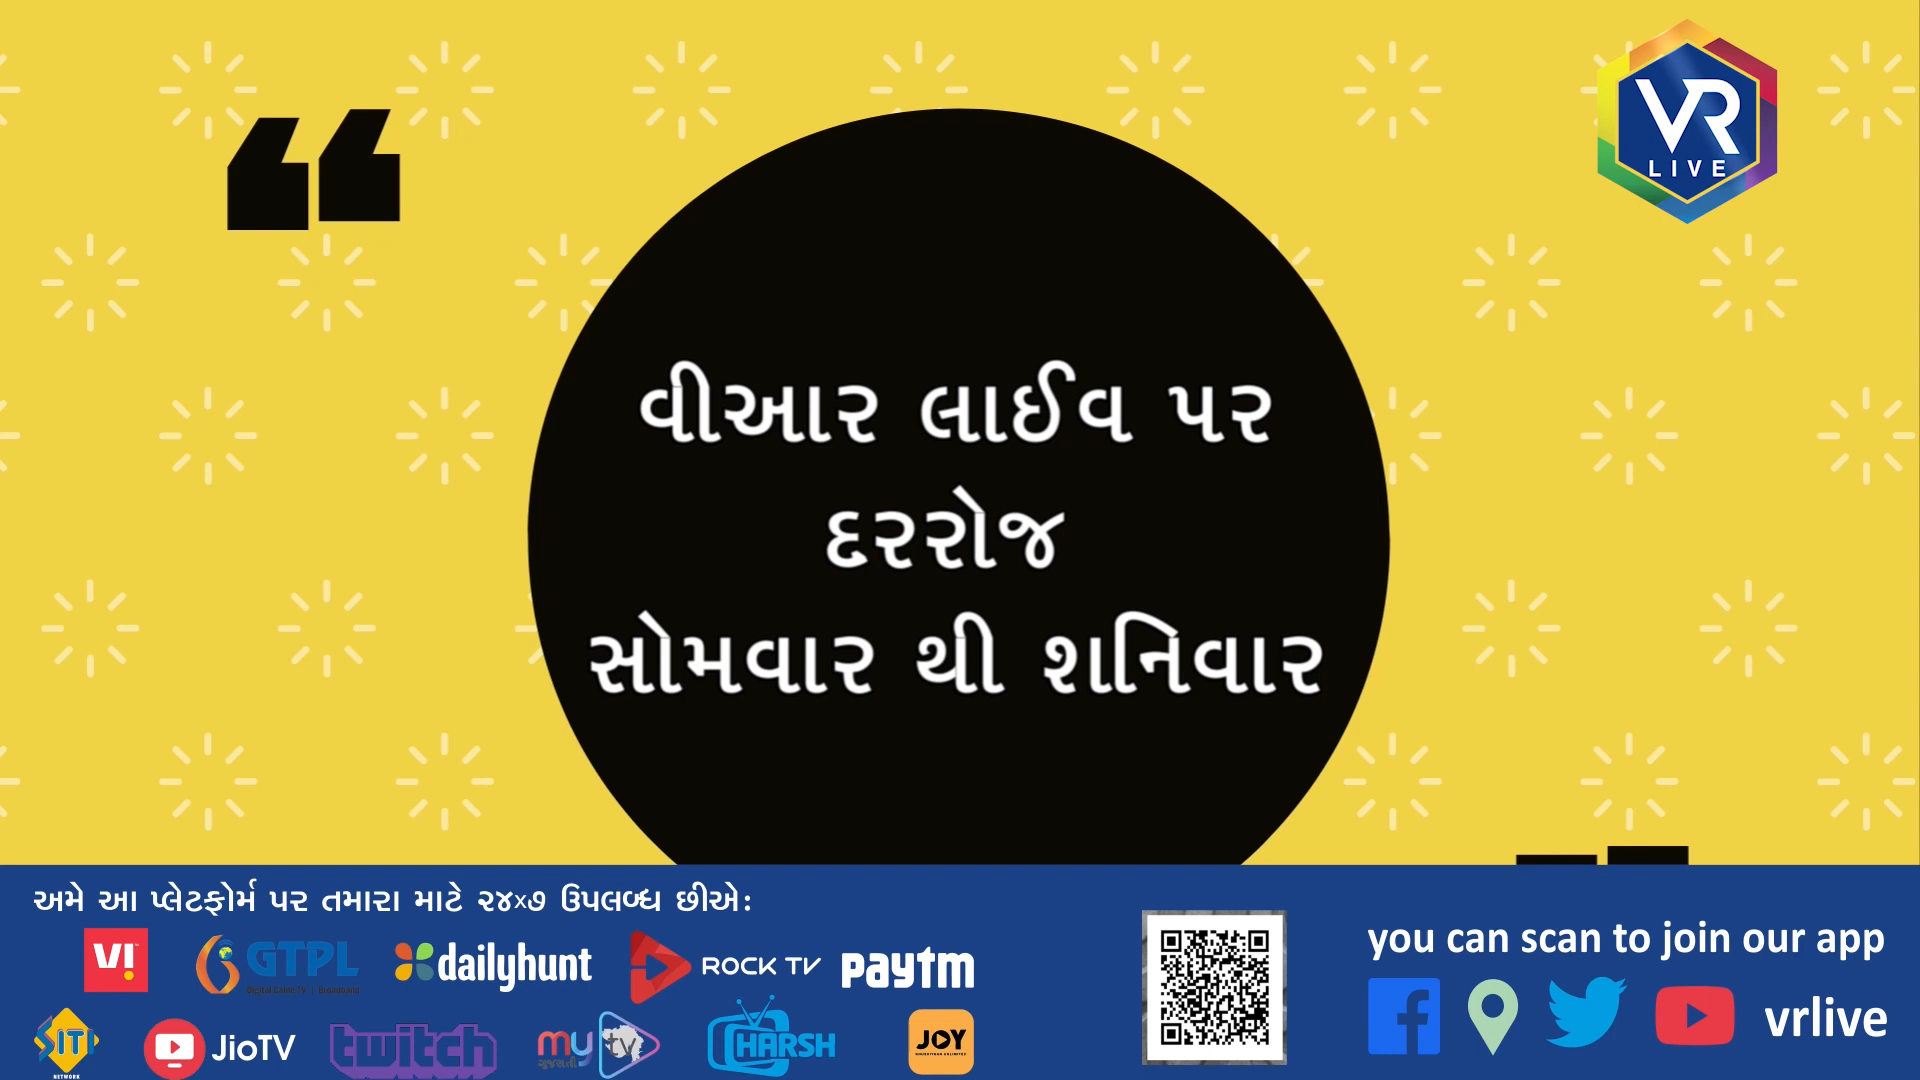 VR
LIVE
વીઆર લાઈવ પર
દરરોજ
સોમવાર થી શનિવાર
અમે આ પ્લેટફોર્મ પર તમારા માટે ૨૪x૭ ઉપલબ્ધ છીએ:
you can scan to join our app
VI GTPL dailyhunt ROCK TV paytm
SITI JioTV twitch my tv HARSH JOY
NETWORK
vrlive